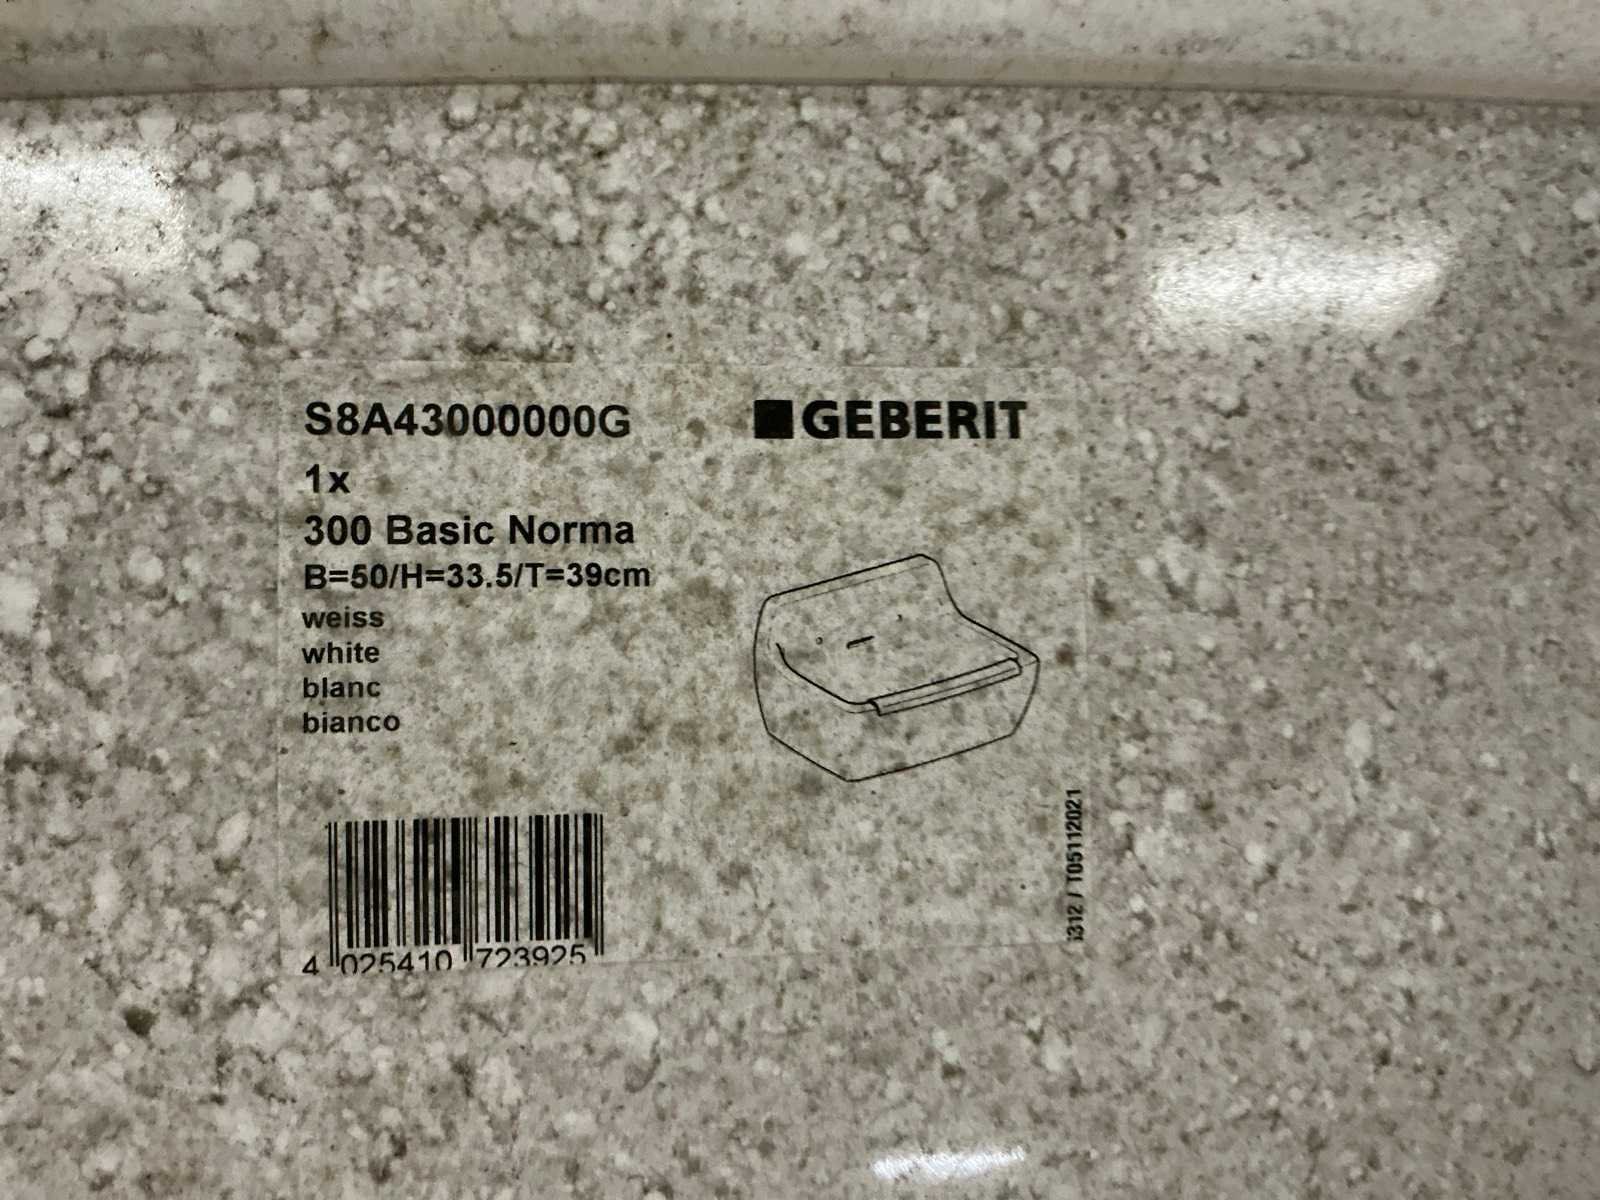 S8A43000000G
GEBERIT
1x
300 Basic Norma
B=50/H=33.5/T=39cm
weiss
white
blanc
bianco
4 025410 723925
i312 / T05112021